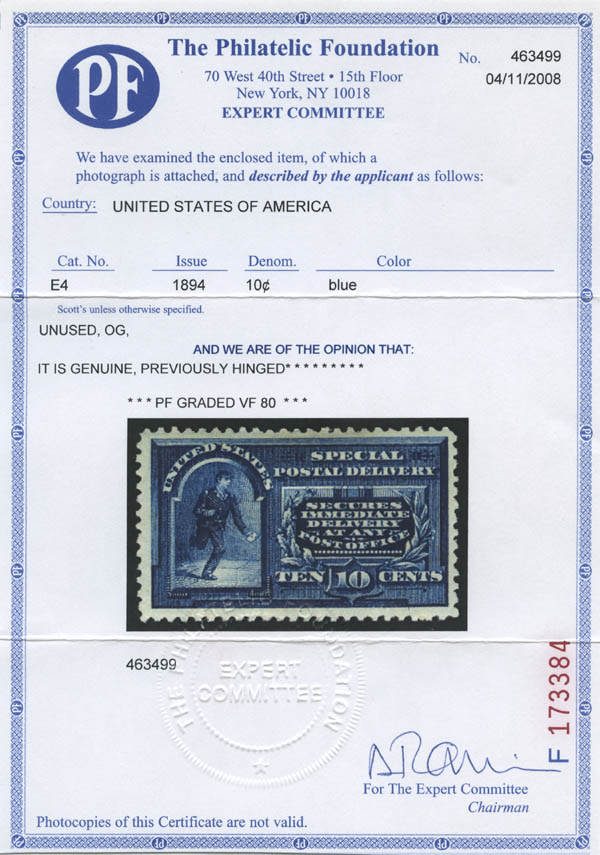 PF
The Philatelic Foundation
No. 463499
70 West 40th Street • 15th Floor
04/11/2008
New York, NY 10018
EXPERT COMMITTEE
We have examined the enclosed item, of which a
photograph is attached, and described by the applicant as follows:
Country: UNITED STATES OF AMERICA
Cat. No. Issue Denom. Color
E4 1894 10¢ blue
Scott's unless otherwise specified.
UNUSED, OG,
AND WE ARE OF THE OPINION THAT:
IT IS GENUINE, PREVIOUSLY HINGED* * * * * * * * *
* * * PF GRADED VF 80 * * *
UNITED STATES
SPECIAL
POSTAL DELIVERY
SECURES
IMMEDIATE
DELIVERY
AT ANY
POST OFFICE
TEN 10 CENTS
463499
THE PHILATELIC FOUNDATION
EXPERT
COMMITTEE
F 173384
For The Expert Committee
Chairman
Photocopies of this Certificate are not valid.